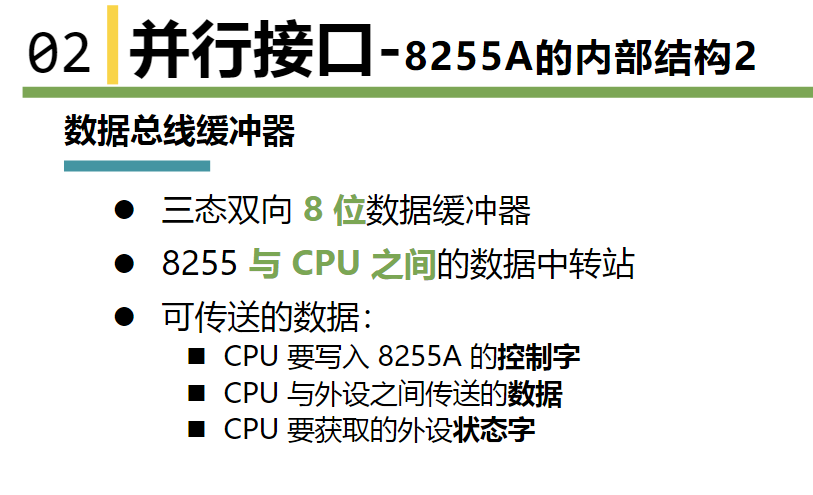 02 并行接口-8255A的内部结构2
数据总线缓冲器
● 三态双向 8 位数据缓冲器
● 8255 与 CPU 之间的数据中转站
● 可传送的数据：
■ CPU 要写入 8255A 的控制字
■ CPU 与外设之间传送的数据
■ CPU 要获取的外设状态字